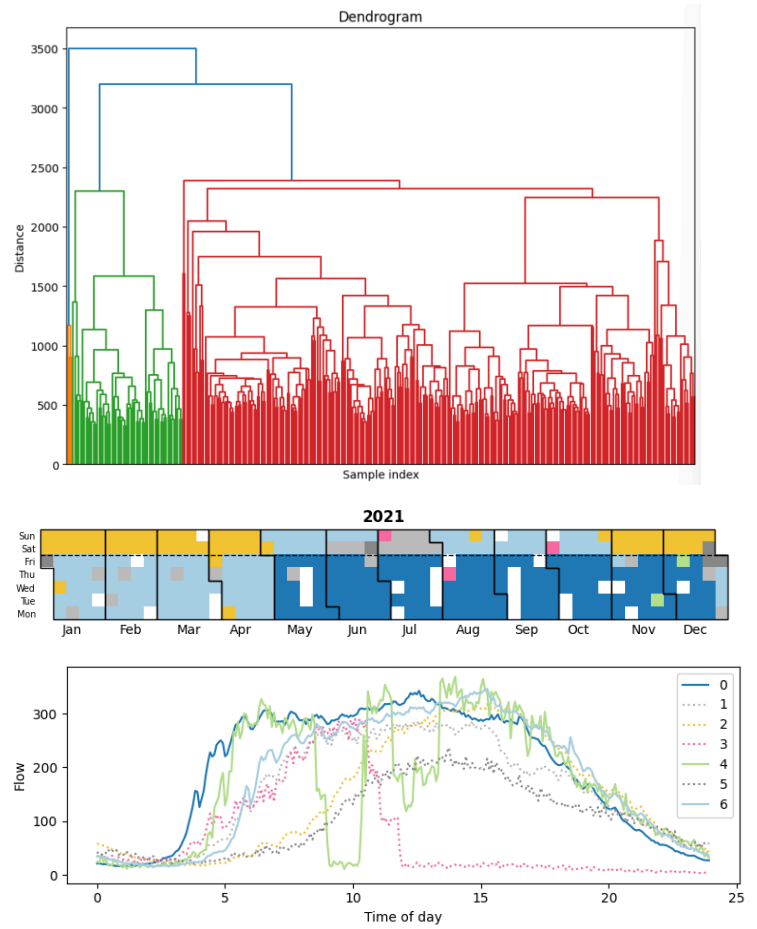 Dendrogram
3500
3000
2500
2000
1500
1000
500
0
Distance
Sample index
2021
Sun
Sat
Fri
Thu
Wed
Tue
Mon
Jan Feb Mar Apr May Jun Jul Aug Sep Oct Nov Dec
300
200
100
0
Flow
0
1
2
3
4
5
6
0 5 10 15 20 25
Time of day